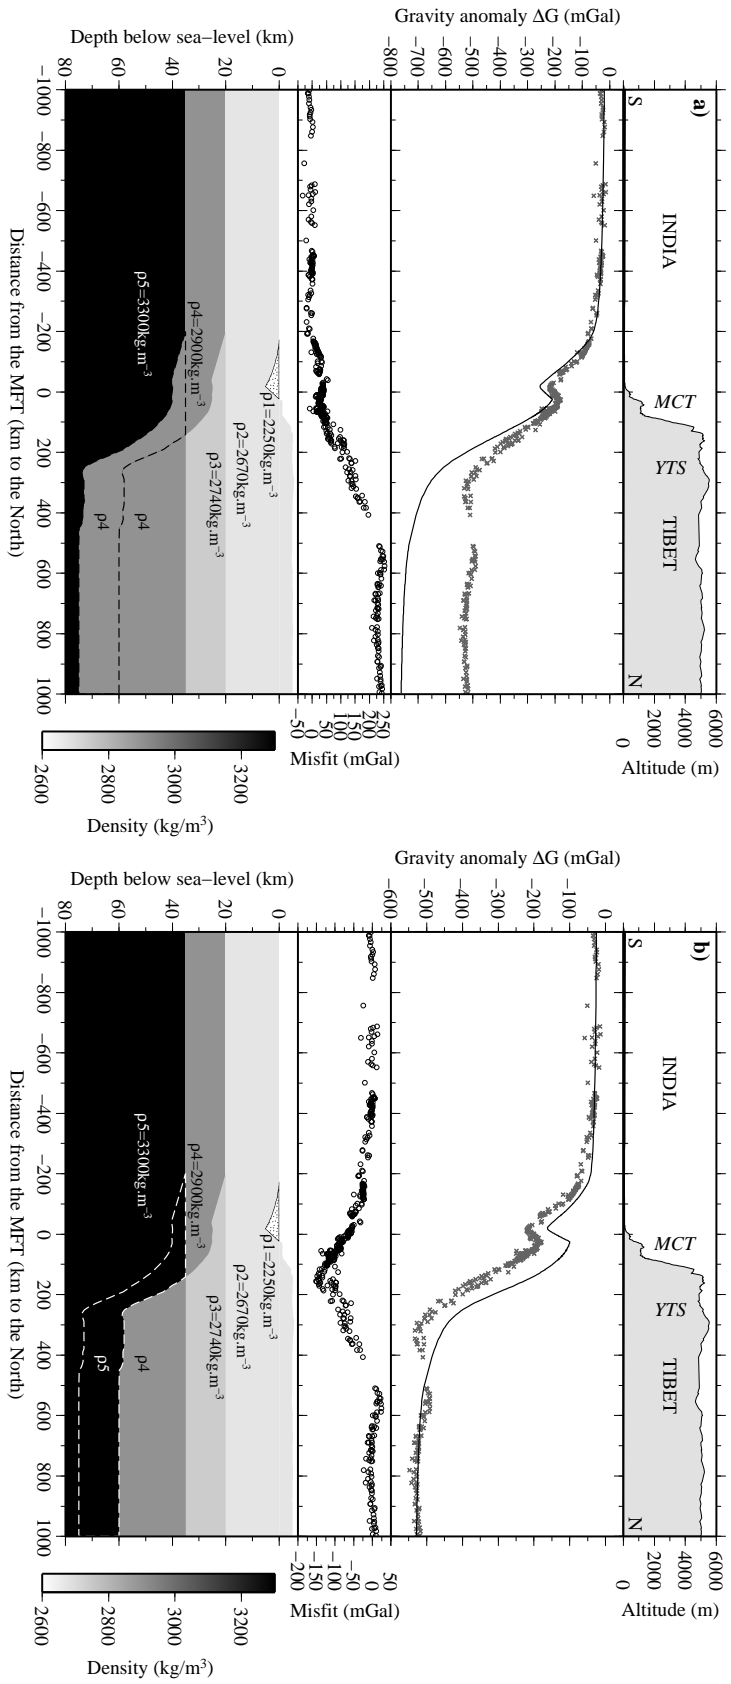 a)
S
INDIA
MCT
YTS
TIBET
N
0 2000 4000 6000
Altitude (m)
Gravity anomaly ΔG (mGal)
−800 −700 −600 −500 −400 −300 −200 −100 0
−50 0 50 100 150 200 250
Misfit (mGal)
Depth below sea−level (km)
80 60 40 20 0
ρ1=2250kg.m−3
ρ2=2670kg.m−3
ρ3=2740kg.m−3
ρ4=2900kg.m−3
ρ5=3300kg.m−3
ρ4
ρ4
−1000 −800 −600 −400 −200 0 200 400 600 800 1000
Distance from the MFT (km to the North)
2600 2800 3000 3200
Density (kg/m3)
b)
S
INDIA
MCT
YTS
TIBET
N
0 2000 4000 6000
Altitude (m)
Gravity anomaly ΔG (mGal)
−600 −500 −400 −300 −200 −100 0
−200 −150 −100 −50 0 50
Misfit (mGal)
Depth below sea−level (km)
80 60 40 20 0
ρ1=2250kg.m−3
ρ2=2670kg.m−3
ρ3=2740kg.m−3
ρ4=2900kg.m−3
ρ5=3300kg.m−3
ρ4
ρ5
−1000 −800 −600 −400 −200 0 200 400 600 800 1000
Distance from the MFT (km to the North)
2600 2800 3000 3200
Density (kg/m3)